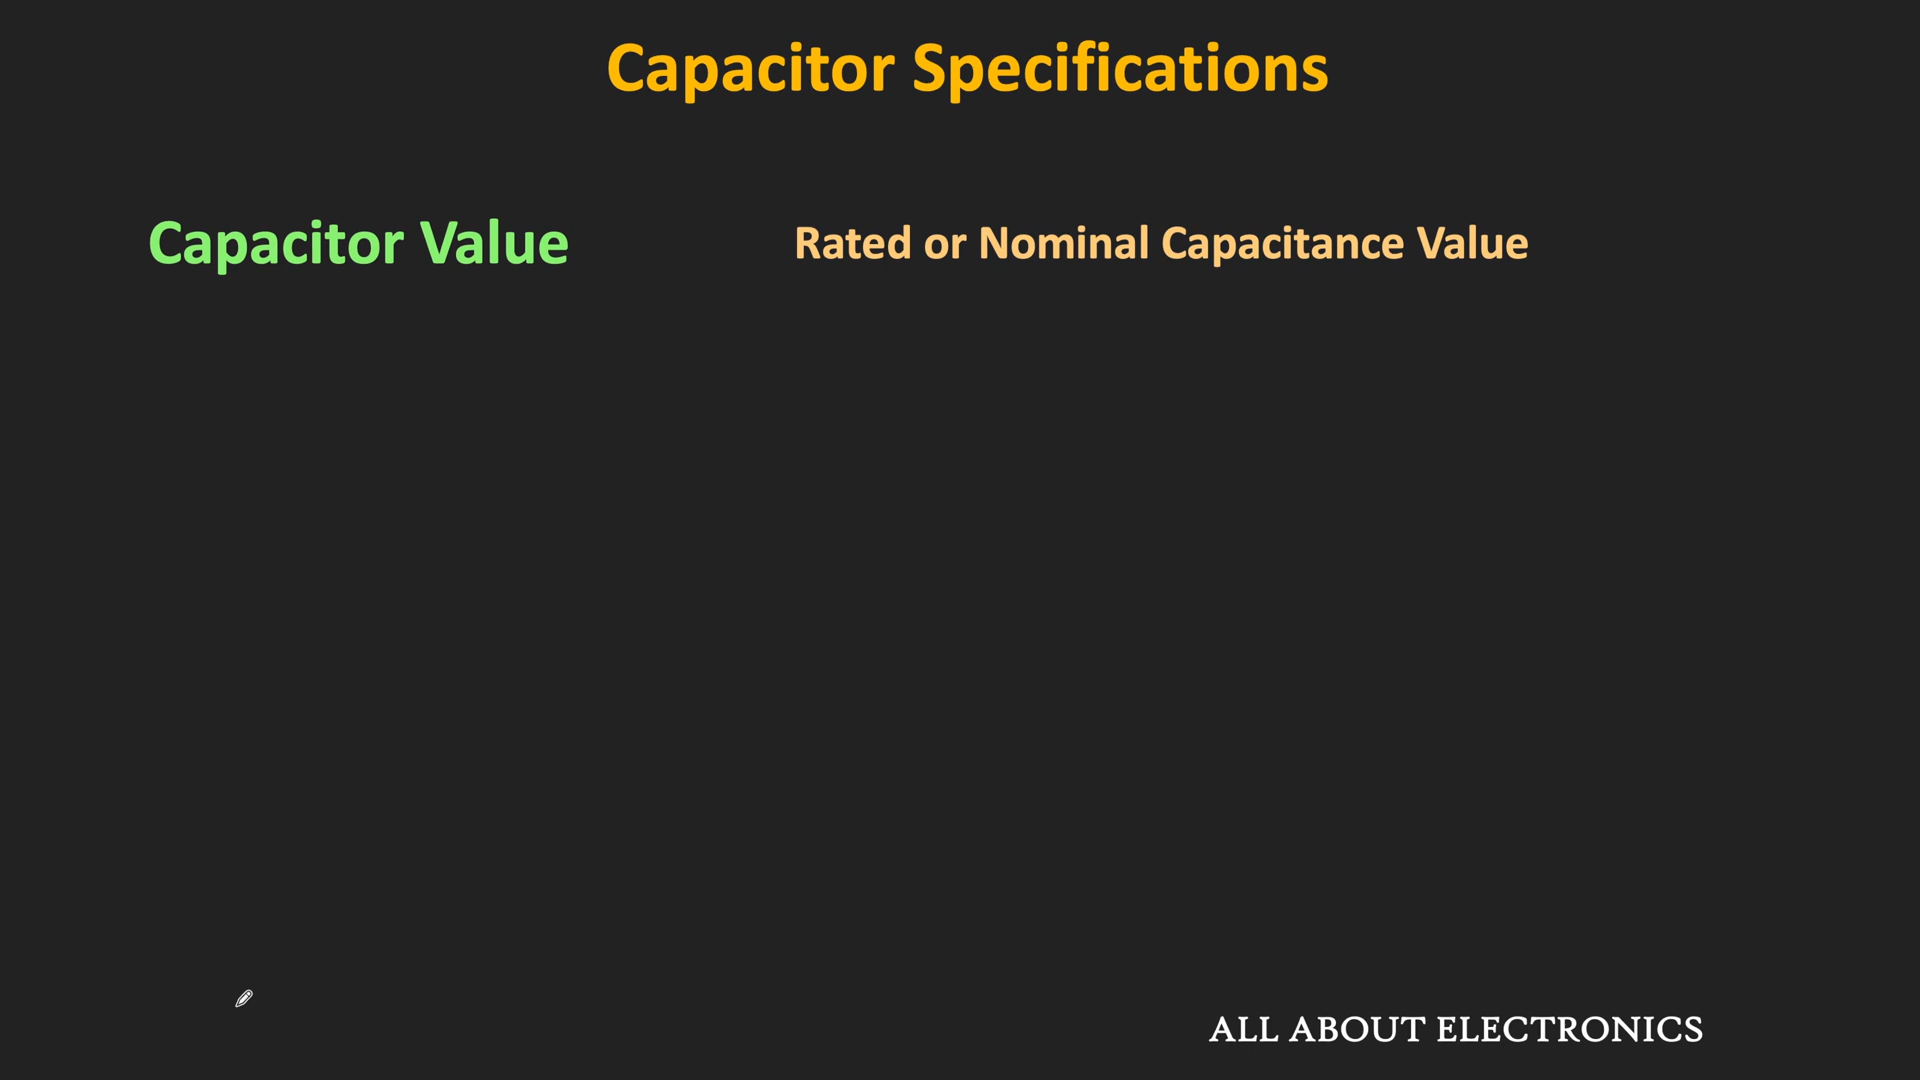 Capacitor Specifications
Capacitor Value
Rated or Nominal Capacitance Value
ALL ABOUT ELECTRONICS